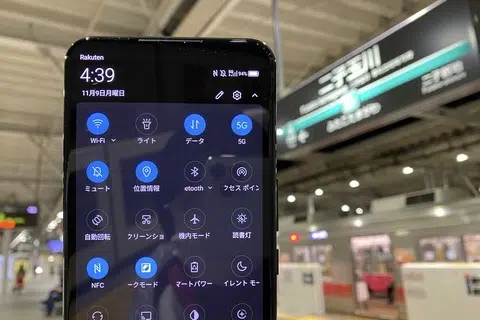 Rakuten
4:39
94%
11月9日月曜日
Wi-Fi
ライト
データ
5G
5G
ミュート
位置情報
etooth
クセス ポイン
自動回転
クリーンショ
機内モード
読書灯
N
NFC
ークモード
マートパワー
イレント モー
二子玉川